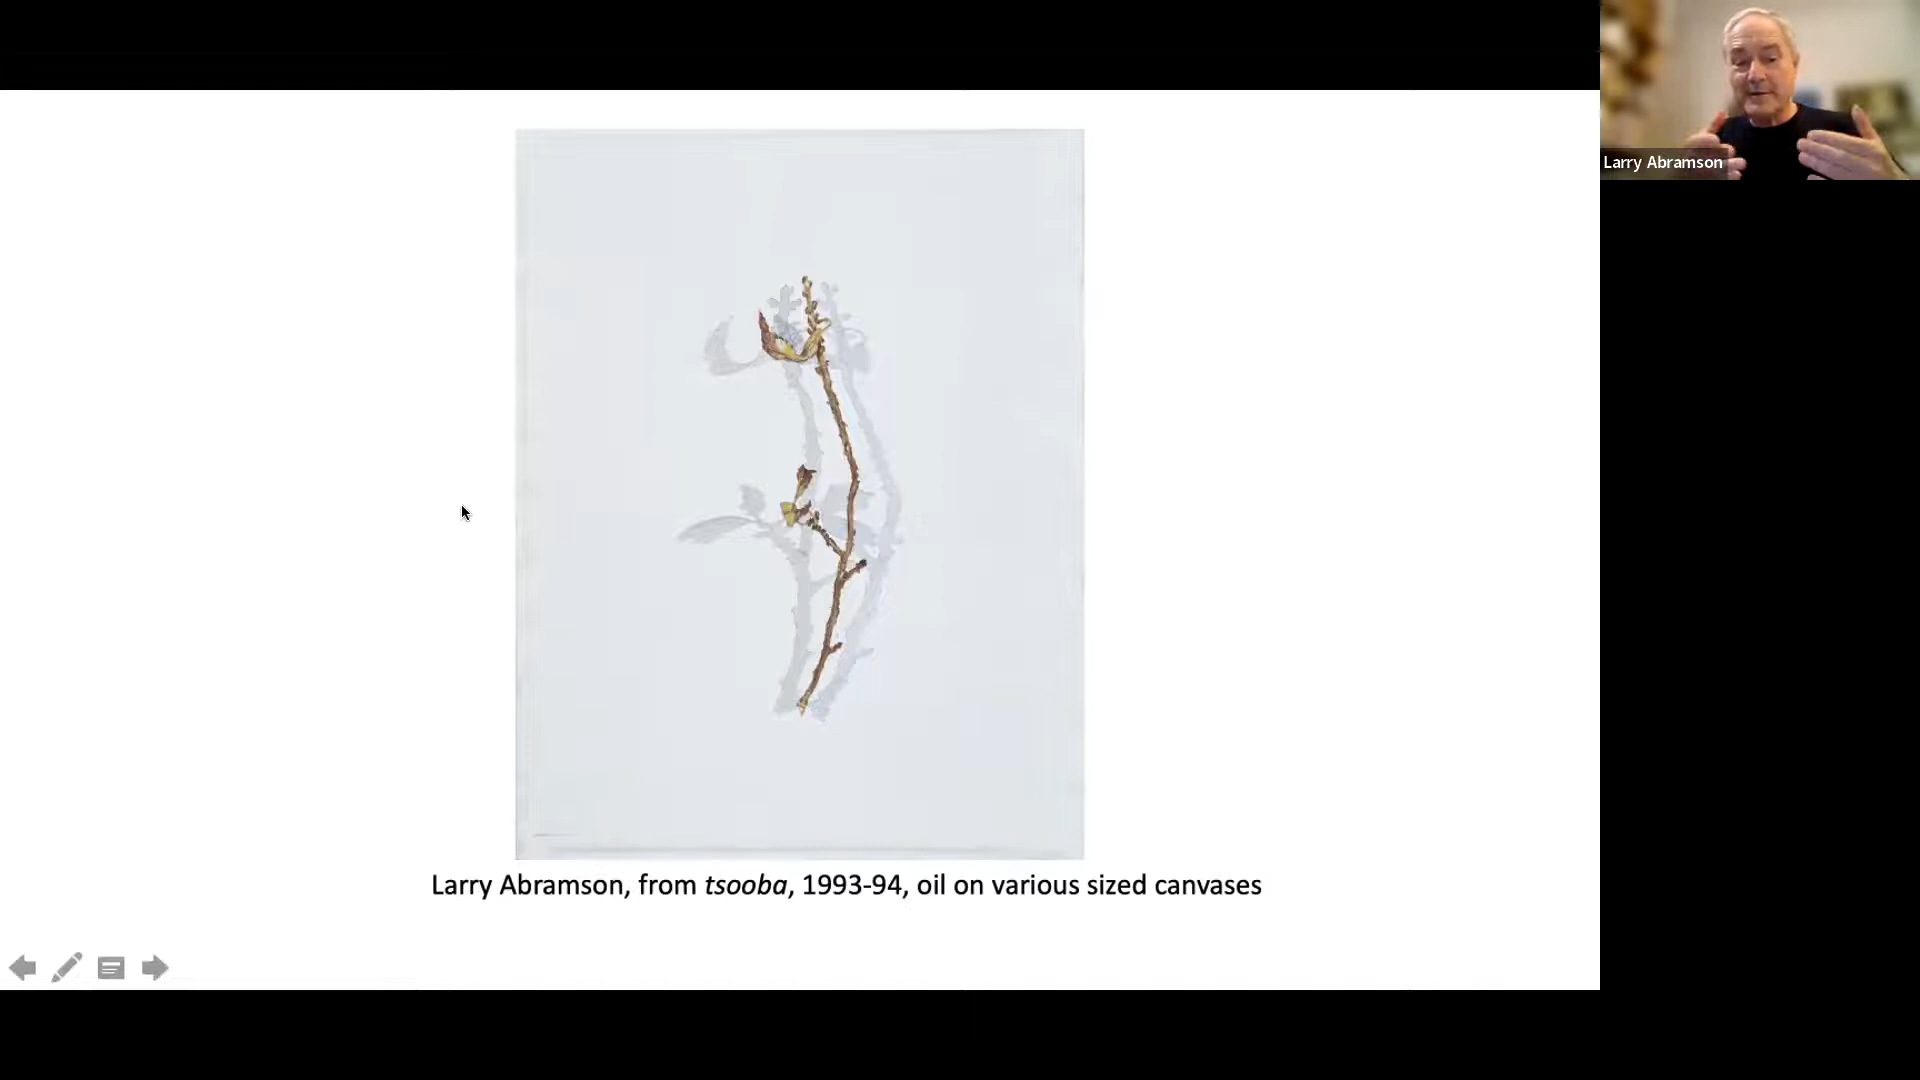 Larry Abramson
Larry Abramson, from tsooba, 1993-94, oil on various sized canvases